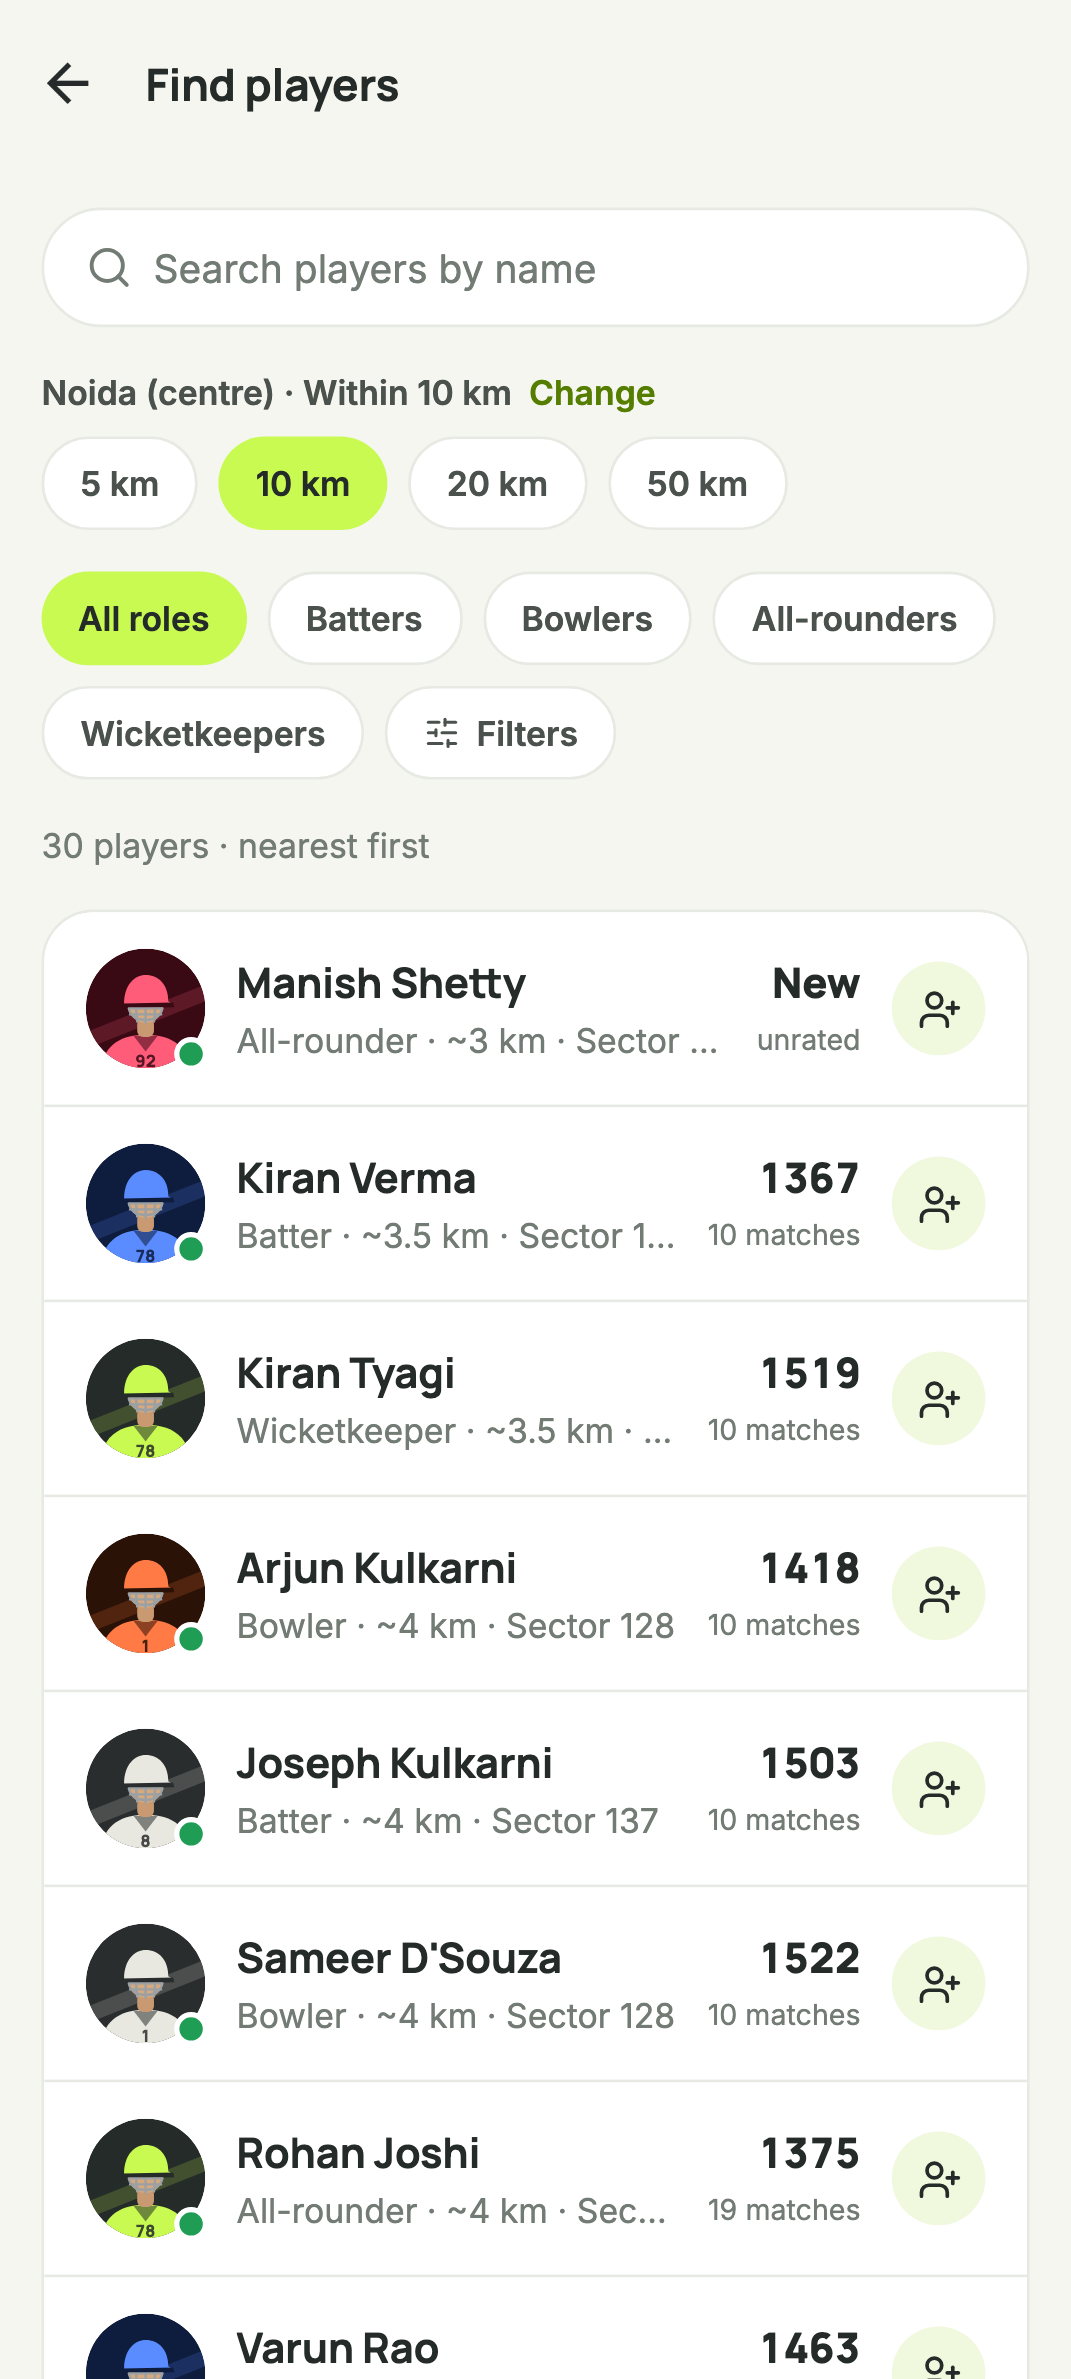 Find players
Search players by name
Noida (centre) · Within 10 km Change
5 km 10 km 20 km 50 km
All roles Batters Bowlers All-rounders
Wicketkeepers Filters
30 players · nearest first
Manish Shetty New
All-rounder · ~3 km · Sector ... unrated
92
Kiran Verma 1367
Batter · ~3.5 km · Sector 1... 10 matches
78
Kiran Tyagi 1519
Wicketkeeper · ~3.5 km · ... 10 matches
78
Arjun Kulkarni 1418
Bowler · ~4 km · Sector 128 10 matches
1
Joseph Kulkarni 1503
Batter · ~4 km · Sector 137 10 matches
8
Sameer D'Souza 1522
Bowler · ~4 km · Sector 128 10 matches
1
Rohan Joshi 1375
All-rounder · ~4 km · Sec... 19 matches
78
Varun Rao 1463